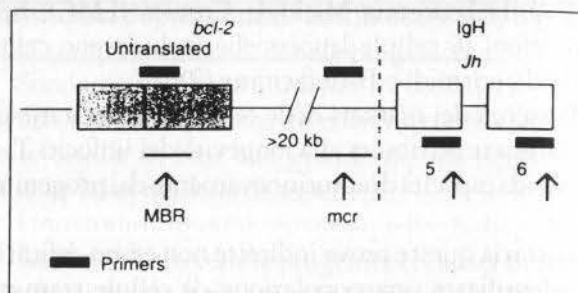 bcl-2
IgH
Untranslated
Jh
>20 kb
5
6
MBR
mcr
Primers